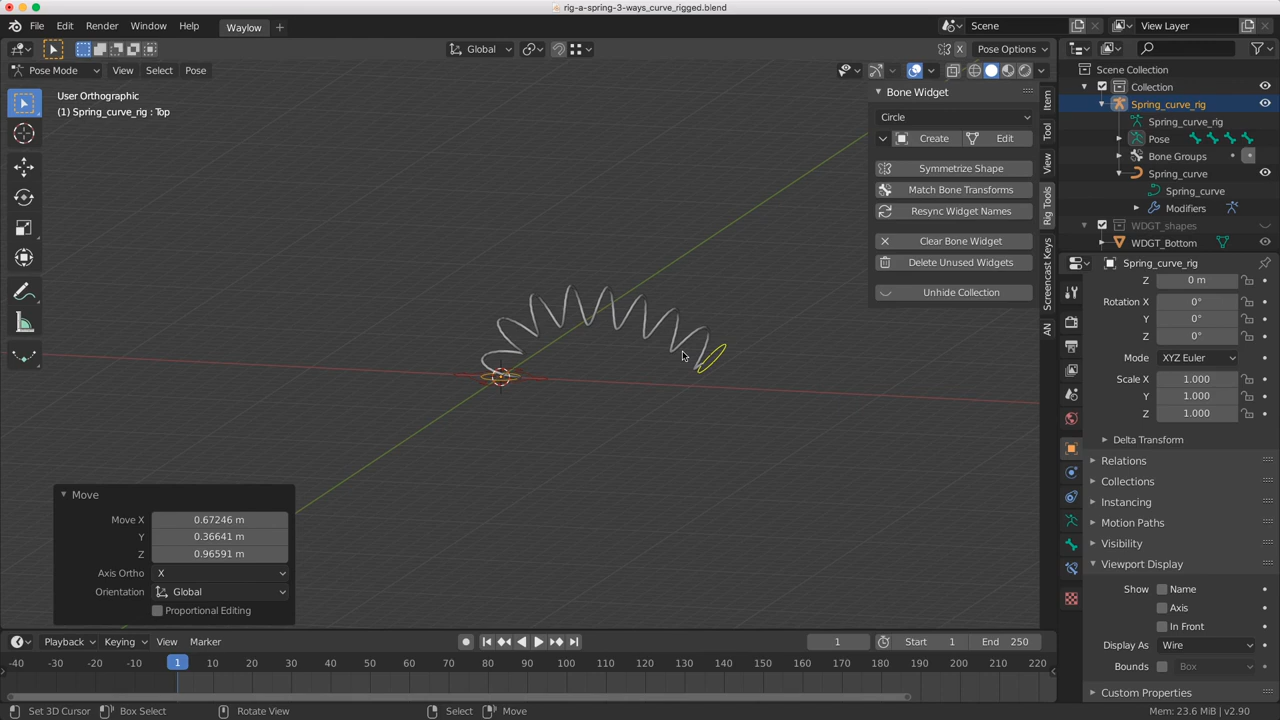 rig-a-spring-3-ways_curve_rigged.blend
File Edit Render Window Help Waylow + Scene View Layer
Global Pose Options
Pose Mode View Select Pose
User Orthographic
(1) Spring_curve_rig : Top
Bone Widget
Circle
Create Edit
Symmetrize Shape
Match Bone Transforms
Resync Widget Names
Clear Bone Widget
Delete Unused Widgets
Unhide Collection
Item
Tool
View
Rig Tools
Screencast Keys
AN
Scene Collection
Collection
Spring_curve_rig
Spring_curve_rig
Pose
Bone Groups
Spring_curve
Spring_curve
Modifiers
WDGT_shapes
WDGT_Bottom
Spring_curve_rig
Z 0 m
Rotation X 0°
Y 0°
Z 0°
Mode XYZ Euler
Scale X 1.000
Y 1.000
Z 1.000
Delta Transform
Relations
Collections
Instancing
Motion Paths
Visibility
Viewport Display
Show Name
Axis
In Front
Display As Wire
Bounds Box
Custom Properties
Move
Move X 0.67246 m
Y 0.36641 m
Z 0.96591 m
Axis Ortho X
Orientation Global
Proportional Editing
Playback Keying View Marker 1 Start 1 End 250
-40 -30 -20 -10 1 10 20 30 40 50 60 70 80 90 100 110 120 130 140 150 160 170 180 190 200 210 220
Set 3D Cursor Box Select Rotate View Select Move Mem: 23.6 MiB | v2.90